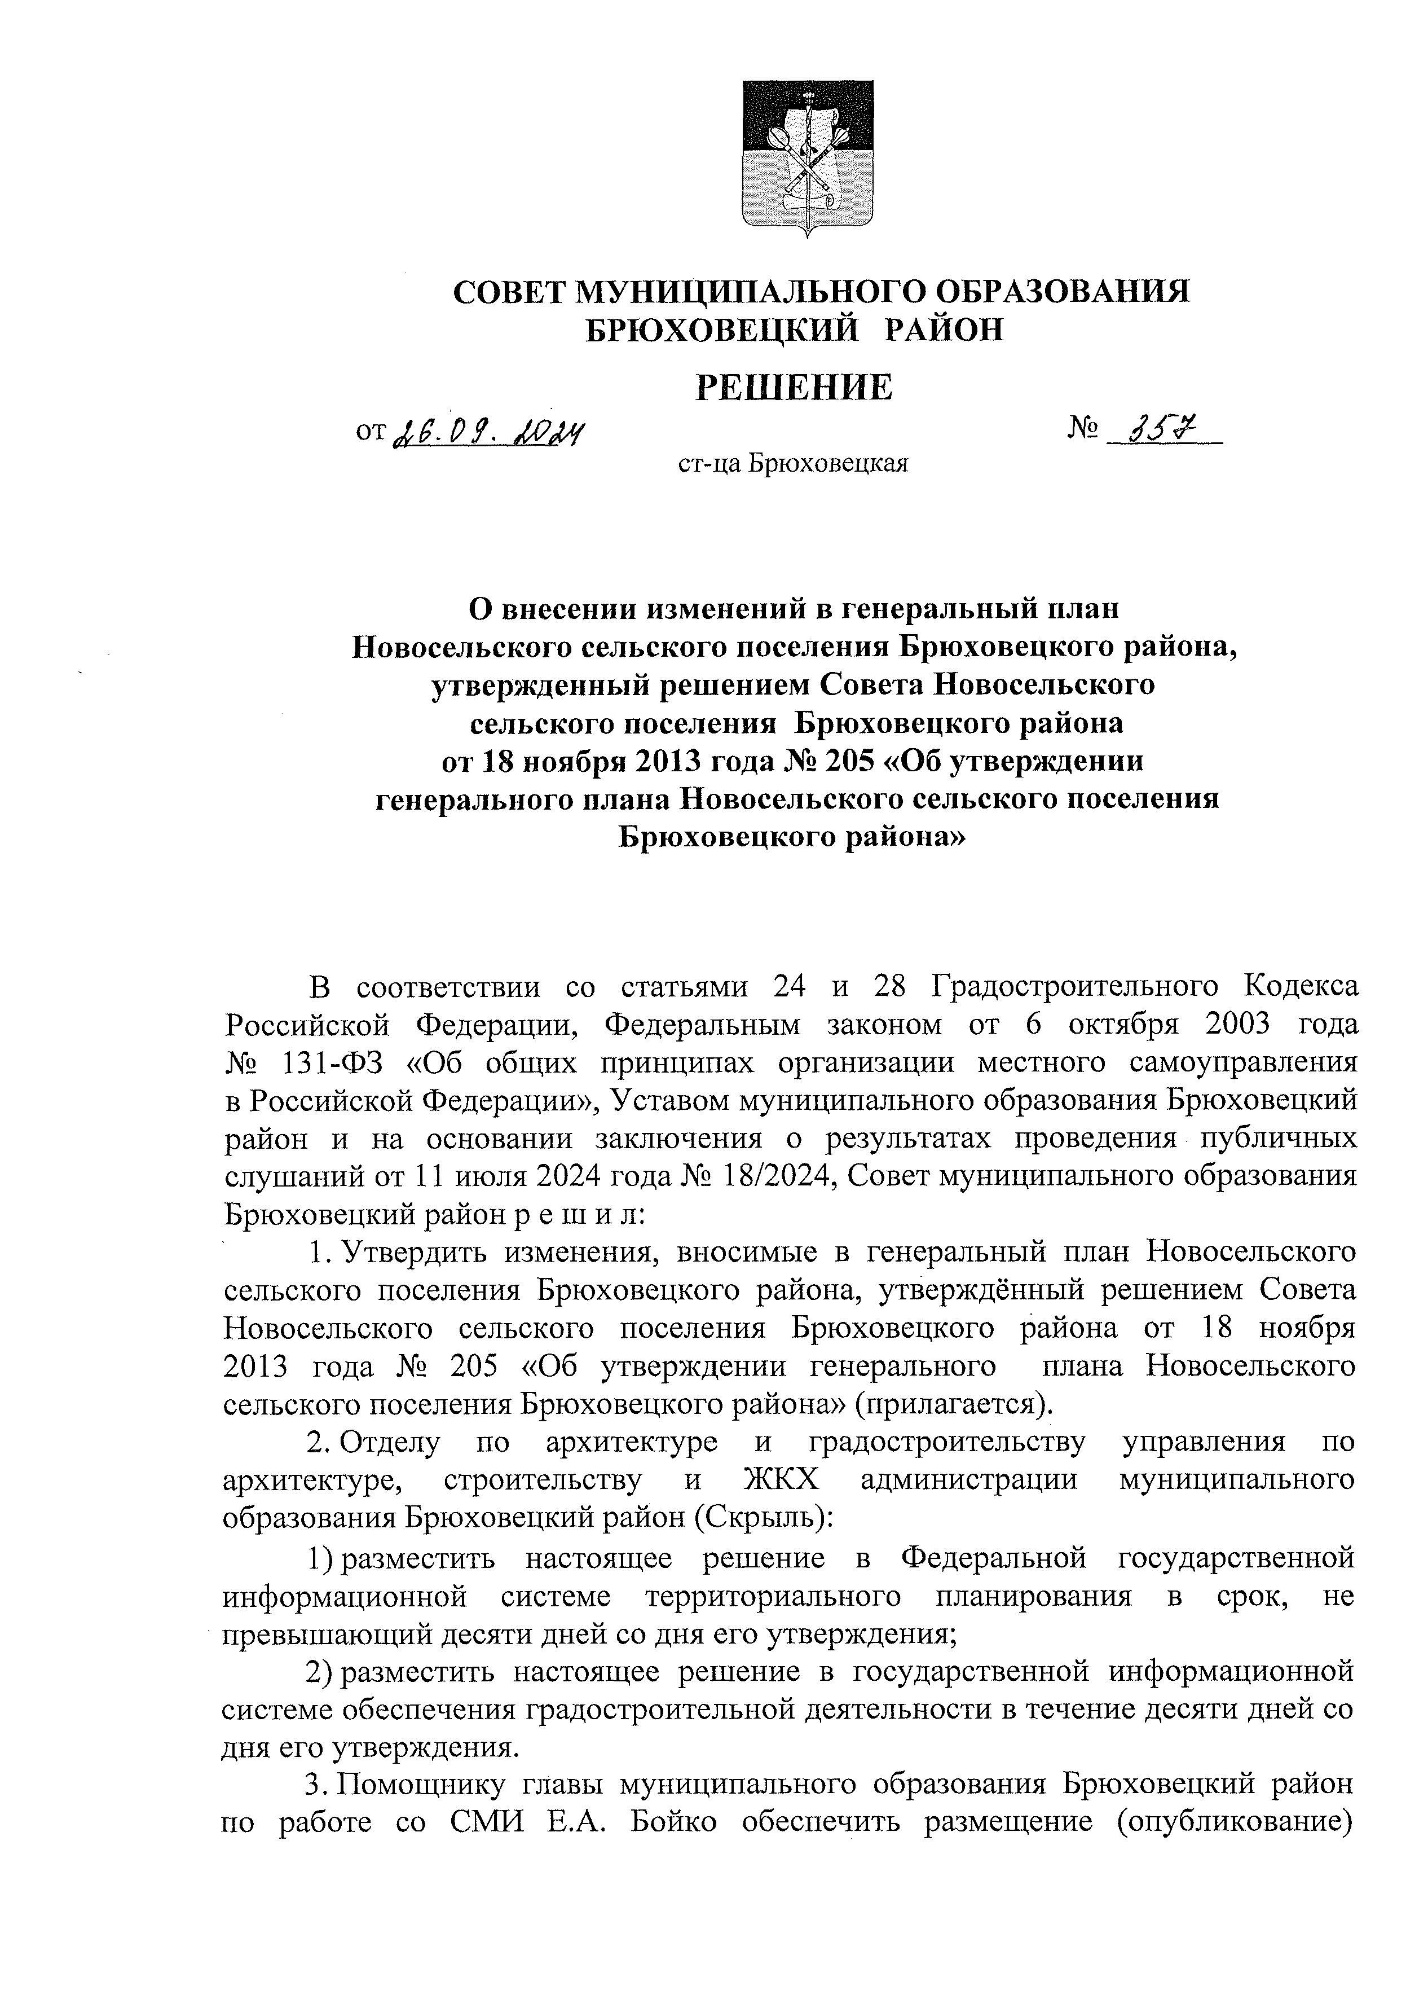 СОВЕТ МУНИЦИПАЛЬНОГО ОБРАЗОВАНИЯ
БРЮХОВЕЦКИЙ РАЙОН
РЕШЕНИЕ
от 26.09.2024 № 357
ст-ца Брюховецкая
О внесении изменений в генеральный план
Новосельского сельского поселения Брюховецкого района,
утвержденный решением Совета Новосельского
сельского поселения Брюховецкого района
от 18 ноября 2013 года № 205 «Об утверждении
генерального плана Новосельского сельского поселения
Брюховецкого района»
В соответствии со статьями 24 и 28 Градостроительного Кодекса
Российской Федерации, Федеральным законом от 6 октября 2003 года
№ 131-ФЗ «Об общих принципах организации местного самоуправления
в Российской Федерации», Уставом муниципального образования Брюховецкий
район и на основании заключения о результатах проведения публичных
слушаний от 11 июля 2024 года № 18/2024, Совет муниципального образования
Брюховецкий район р е ш и л:
1. Утвердить изменения, вносимые в генеральный план Новосельского
сельского поселения Брюховецкого района, утверждённый решением Совета
Новосельского сельского поселения Брюховецкого района от 18 ноября
2013 года № 205 «Об утверждении генерального плана Новосельского
сельского поселения Брюховецкого района» (прилагается).
2. Отделу по архитектуре и градостроительству управления по
архитектуре, строительству и ЖКХ администрации муниципального
образования Брюховецкий район (Скрыль):
1) разместить настоящее решение в Федеральной государственной
информационной системе территориального планирования в срок, не
превышающий десяти дней со дня его утверждения;
2) разместить настоящее решение в государственной информационной
системе обеспечения градостроительной деятельности в течение десяти дней со
дня его утверждения.
3. Помощнику главы муниципального образования Брюховецкий район
по работе со СМИ Е.А. Бойко обеспечить размещение (опубликование)